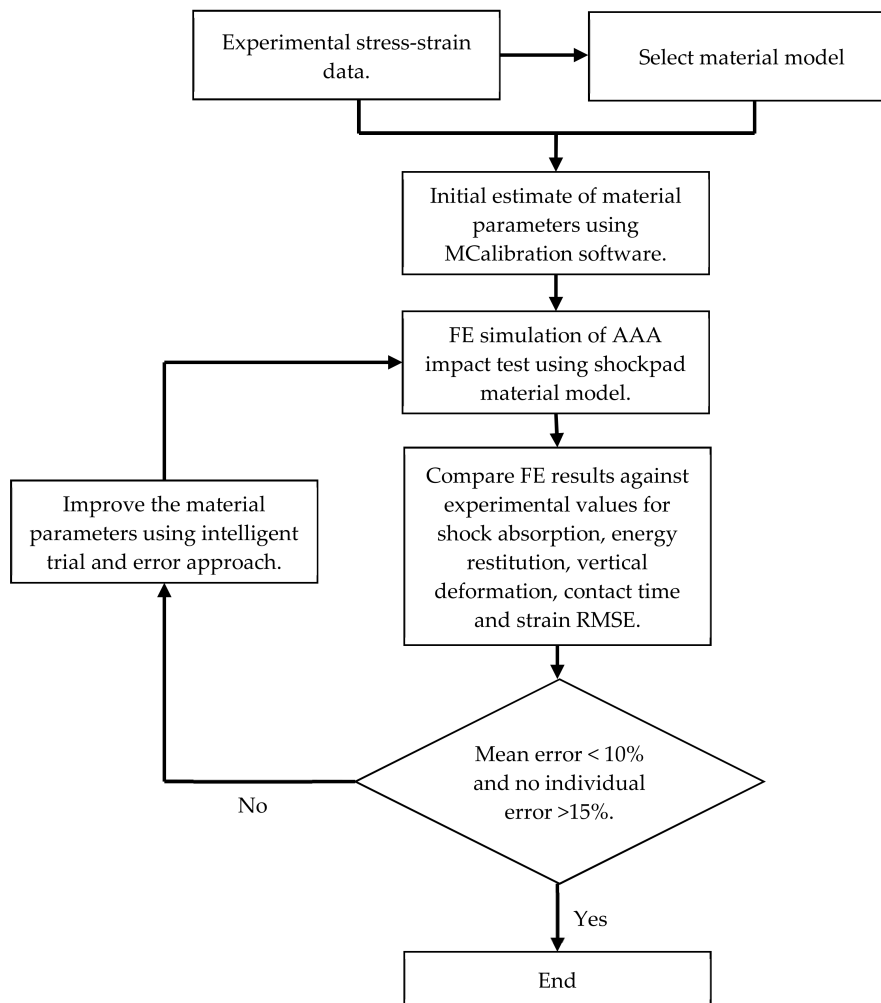 Experimental stress-strain
data.
Select material model
Initial estimate of material
parameters using
MCalibration software.
FE simulation of AAA
impact test using shockpad
material model.
Compare FE results against
experimental values for
shock absorption, energy
restitution, vertical
deformation, contact time
and strain RMSE.
Improve the material
parameters using intelligent
trial and error approach.
Mean error < 10%
and no individual
error >15%.
No
Yes
End